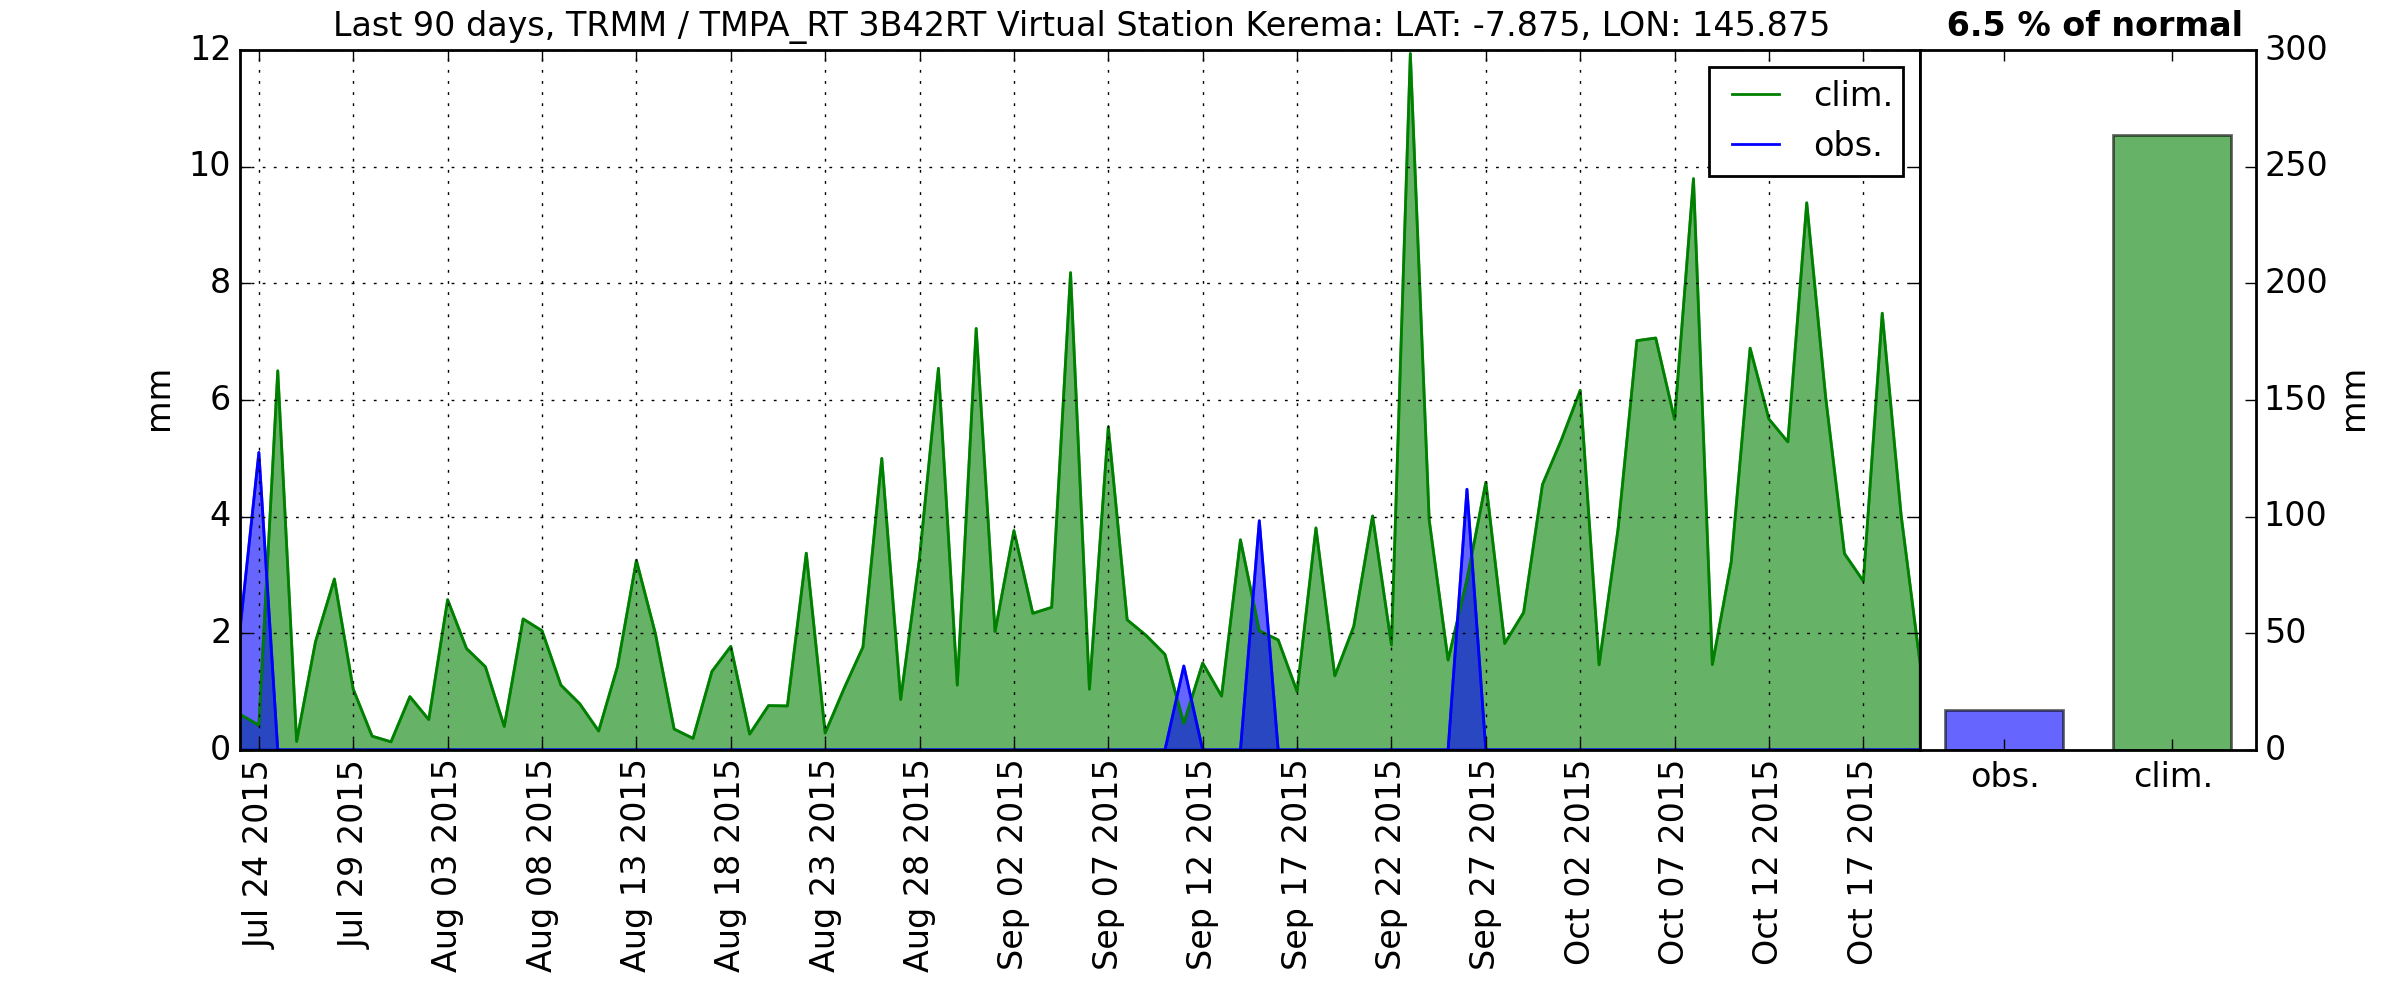 Last 90 days, TRMM / TMPA_RT 3B42RT Virtual Station Kerema: LAT: -7.875, LON: 145.875
6.5 % of normal
12
10
8
6
4
2
0
mm
clim.
obs.
300
250
200
150
100
50
0
mm
Jul 24 2015
Jul 29 2015
Aug 03 2015
Aug 08 2015
Aug 13 2015
Aug 18 2015
Aug 23 2015
Aug 28 2015
Sep 02 2015
Sep 07 2015
Sep 12 2015
Sep 17 2015
Sep 22 2015
Sep 27 2015
Oct 02 2015
Oct 07 2015
Oct 12 2015
Oct 17 2015
obs.
clim.